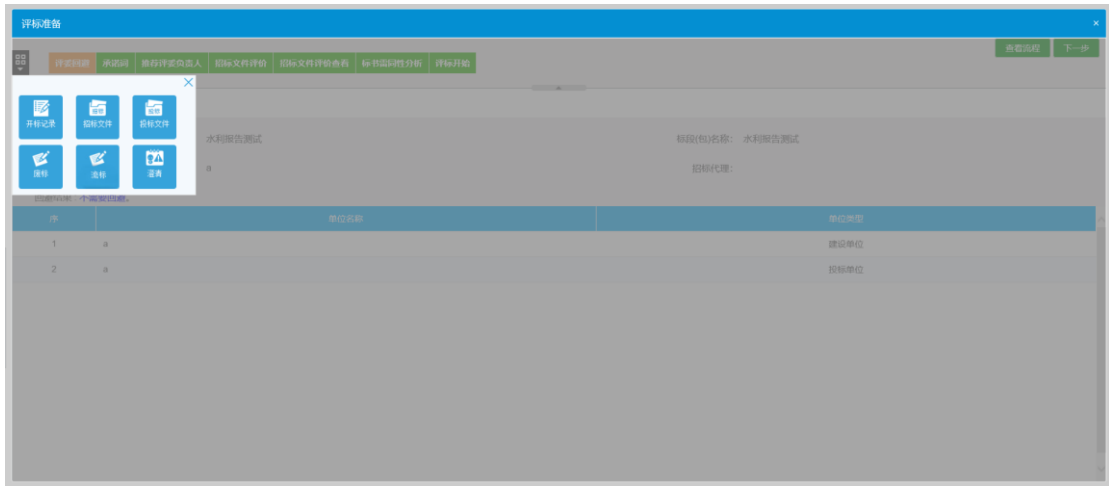 评标准备 ×
查看流程 下一步
评委回避 承诺词 推荐评委负责人 招标文件评价 招标文件评价查看 标书雷同性分析 评标开始
开标记录 招标文件 投标文件
水利报告测试 标段(包)名称： 水利报告测试
废标 流标 澄清
a 招标代理：
回避结果 不需要回避。
序 单位名称 单位类型
1 a 建设单位
2 a 投标单位